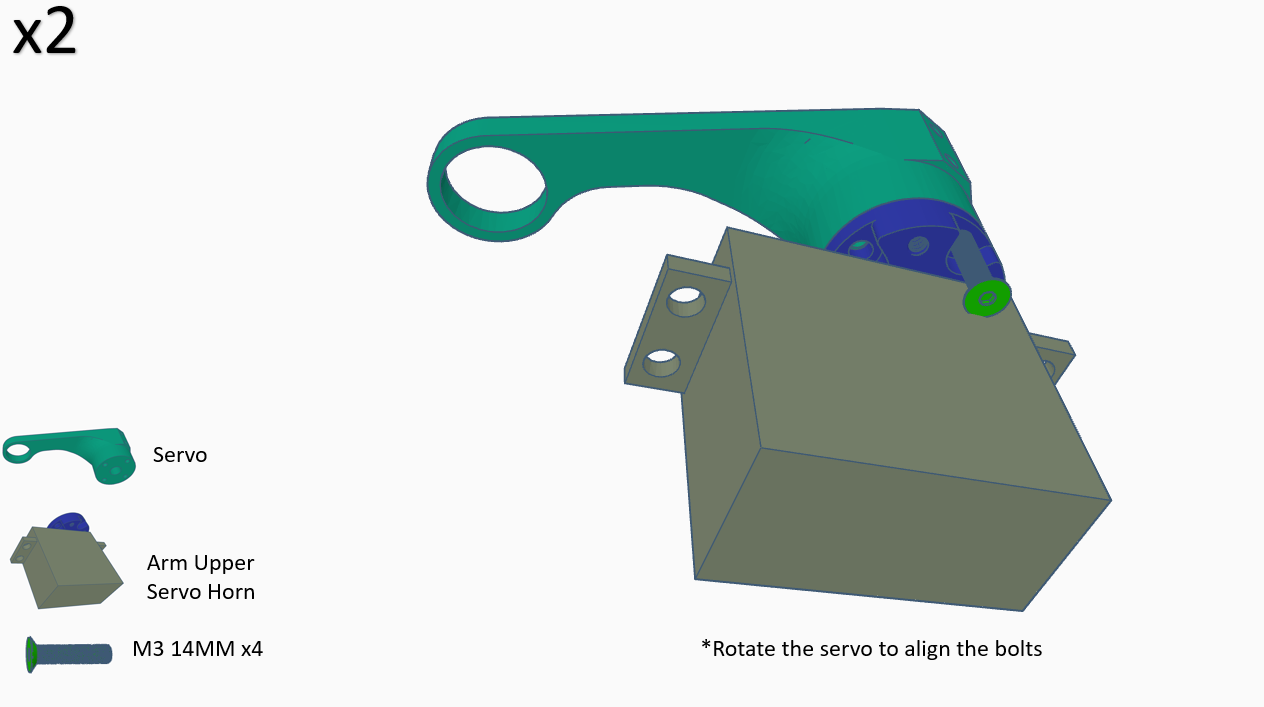 x2
Servo
Arm Upper
Servo Horn
M3 14MM x4
*Rotate the servo to align the bolts